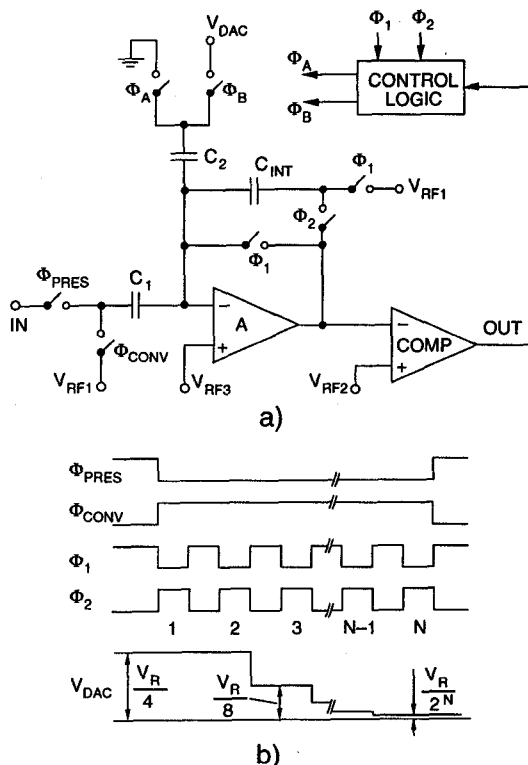 V_DAC
Φ_1 Φ_2
Φ_A
Φ_B
CONTROL
LOGIC
Φ_A Φ_B
C_2
C_INT
Φ_1
V_RF1
Φ_2
Φ_1
Φ_PRES
C_1
IN
Φ_CONV
V_RF1
−
A
+
V_RF3
−
COMP
+
OUT
V_RF2
a)
Φ_PRES
Φ_CONV
Φ_1
Φ_2
1 2 3 N−1 N
V_DAC
V_R/4
V_R/8
V_R/2^N
b)